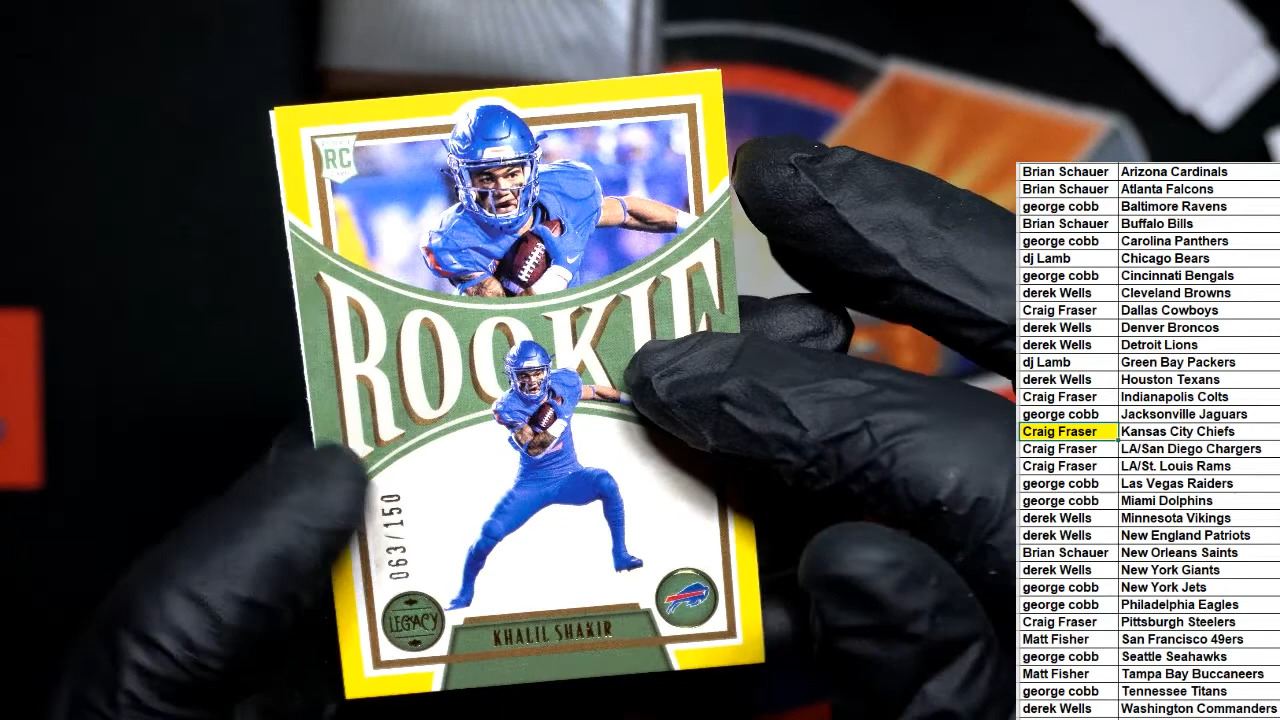 RC
ROOKIE
063/150
LEGACY
KHALIL SHAKIR
Brian Schauer Arizona Cardinals
Brian Schauer Atlanta Falcons
george cobb Baltimore Ravens
Brian Schauer Buffalo Bills
george cobb Carolina Panthers
dj Lamb Chicago Bears
george cobb Cincinnati Bengals
derek Wells Cleveland Browns
Craig Fraser Dallas Cowboys
derek Wells Denver Broncos
derek Wells Detroit Lions
dj Lamb Green Bay Packers
derek Wells Houston Texans
Craig Fraser Indianapolis Colts
george cobb Jacksonville Jaguars
Craig Fraser Kansas City Chiefs
Craig Fraser LA/San Diego Chargers
Craig Fraser LA/St. Louis Rams
george cobb Las Vegas Raiders
george cobb Miami Dolphins
derek Wells Minnesota Vikings
derek Wells New England Patriots
Brian Schauer New Orleans Saints
derek Wells New York Giants
george cobb New York Jets
george cobb Philadelphia Eagles
Craig Fraser Pittsburgh Steelers
Matt Fisher San Francisco 49ers
george cobb Seattle Seahawks
Matt Fisher Tampa Bay Buccaneers
george cobb Tennessee Titans
derek Wells Washington Commanders